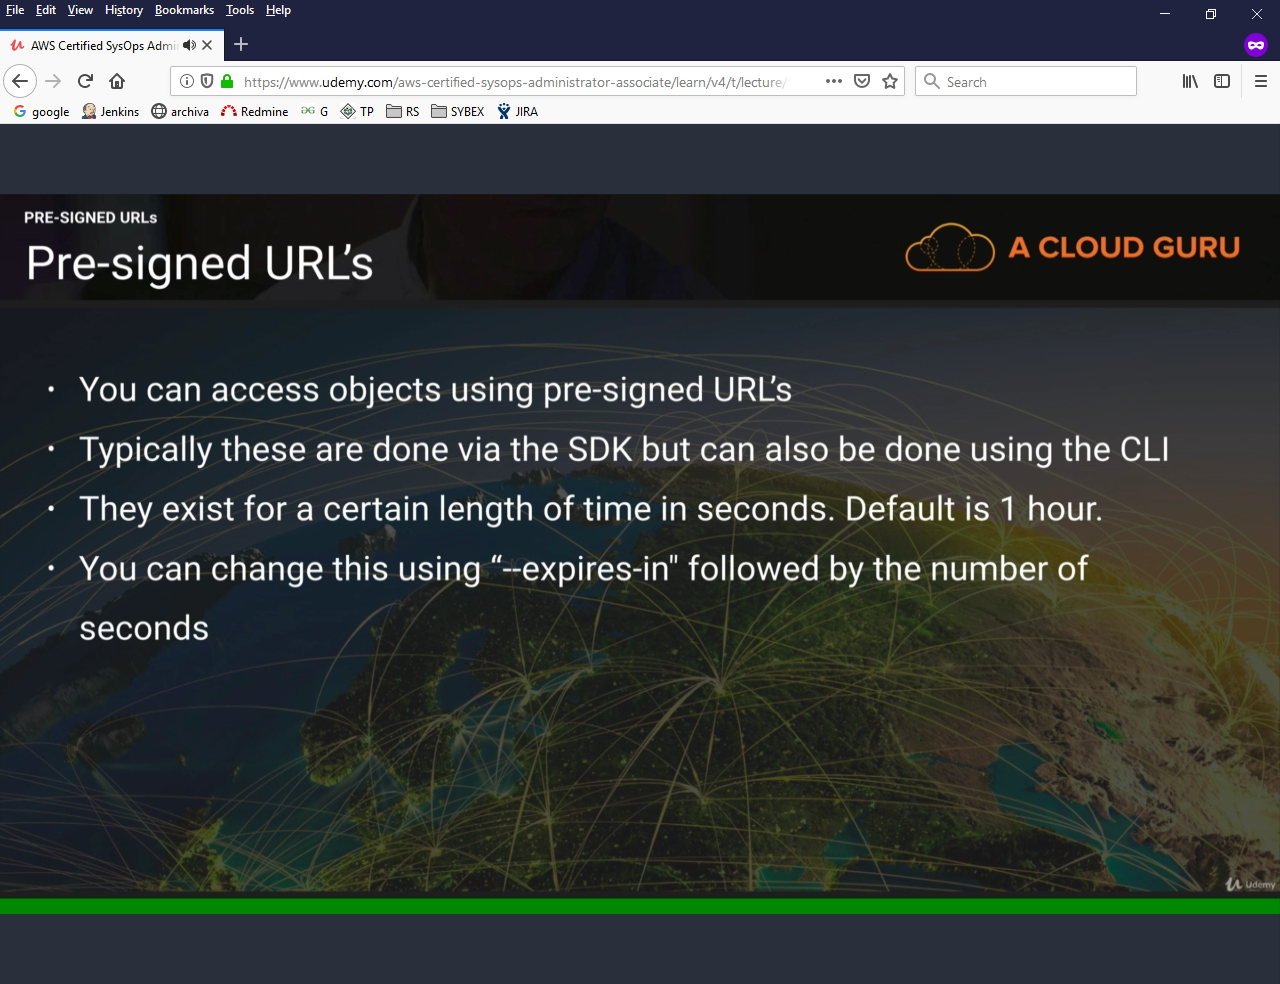 File Edit View History Bookmarks Tools Help
AWS Certified SysOps Admi
https://www.udemy.com/aws-certified-sysops-administrator-associate/learn/v4/t/lecture/
Search
google Jenkins archiva Redmine G TP RS SYBEX JIRA
PRE-SIGNED URLs
Pre-signed URL’s
A CLOUD GURU
• You can access objects using pre-signed URL’s
• Typically these are done via the SDK but can also be done using the CLI
• They exist for a certain length of time in seconds. Default is 1 hour.
• You can change this using “--expires-in" followed by the number of
seconds
Udemy